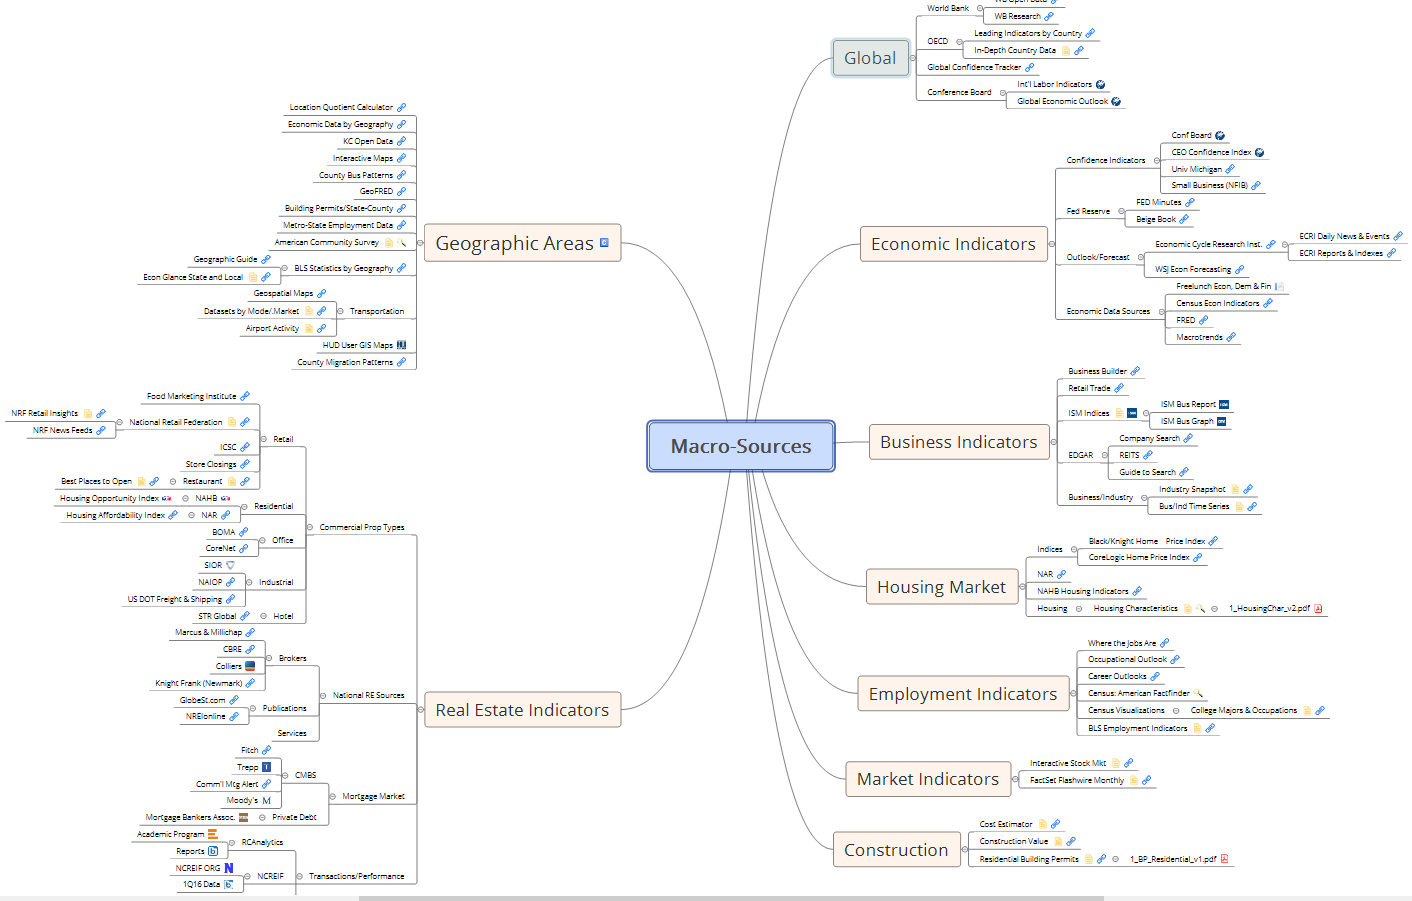 Macro-Sources
Global
World Bank
WB Research
OECD
Leading Indicators by Country
In-Depth Country Data
Global Confidence Tracker
Conference Board
Int'l Labor Indicators
Global Economic Outlook
Economic Indicators
Confidence Indicators
Conf Board
CEO Confidence Index
Univ Michigan
Small Business (NFIB)
Fed Reserve
FED Minutes
Beige Book
Outlook/Forecast
Economic Cycle Research Inst.
ECRI Daily News & Events
ECRI Reports & Indexes
WSJ Econ Forecasting
Economic Data Sources
Freelunch Econ, Dem & Fin
Census Econ Indicators
FRED
Macrotrends
Business Indicators
Business Builder
Retail Trade
ISM Indices
ISM Bus Report
ISM Bus Graph
EDGAR
Company Search
REITS
Guide to Search
Business/Industry
Industry Snapshot
Bus/Ind Time Series
Housing Market
Indices
Black/Knight Home Price Index
CoreLogic Home Price Index
NAR
NAHB Housing Indicators
Housing
Housing Characteristics
1_HousingChar_v2.pdf
Employment Indicators
Where the Jobs Are
Occupational Outlook
Career Outlooks
Census: American Factfinder
Census Visualizations
College Majors & Occupations
BLS Employment Indicators
Market Indicators
Interactive Stock Mkt
FactSet Flashwire Monthly
Construction
Cost Estimator
Construction Value
Residential Building Permits
1_BP_Residential_v1.pdf
Geographic Areas
Location Quotient Calculator
Economic Data by Geography
KC Open Data
Interactive Maps
County Bus Patterns
GeoFRED
Building Permits/State-County
Metro-State Employment Data
American Community Survey
BLS Statistics by Geography
Geographic Guide
Econ Glance State and Local
Transportation
Geospatial Maps
Datasets by Mode/.Market
Airport Activity
HUD User GIS Maps
County Migration Patterns
Real Estate Indicators
Commercial Prop Types
Retail
Food Marketing Institute
National Retail Federation
NRF Retail Insights
NRF News Feeds
ICSC
Store Closings
Restaurant
Best Places to Open
Residential
NAHB
Housing Opportunity Index
NAR
Housing Affordability Index
Office
BOMA
CoreNet
Industrial
SIOR
NAIOP
US DOT Freight & Shipping
Hotel
STR Global
National RE Sources
Brokers
Marcus & Millichap
CBRE
Colliers
Knight Frank (Newmark)
Publications
GlobeSt.com
NREIonline
Services
Mortgage Market
CMBS
Fitch
Trepp
Comm'l Mtg Alert
Moody's
Private Debt
Mortgage Bankers Assoc.
Transactions/Performance
RCAnalytics
Academic Program
Reports
NCREIF
NCREIF ORG
1Q16 Data